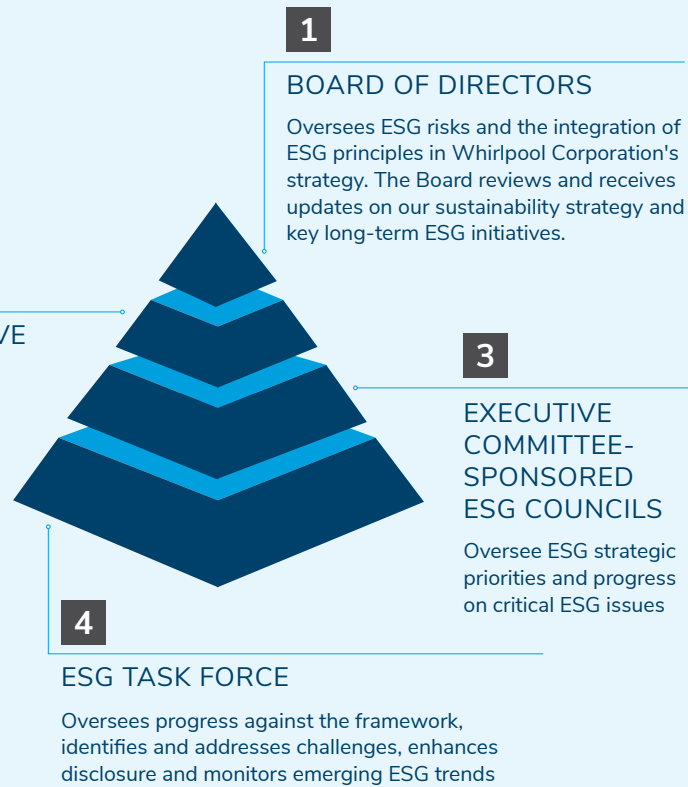 1
BOARD OF DIRECTORS
Oversees ESG risks and the integration of
ESG principles in Whirlpool Corporation's
strategy. The Board reviews and receives
updates on our sustainability strategy and
key long-term ESG initiatives.
VE
3
EXECUTIVE
COMMITTEE-
SPONSORED
ESG COUNCILS
Oversee ESG strategic
priorities and progress
on critical ESG issues
4
ESG TASK FORCE
Oversees progress against the framework,
identifies and addresses challenges, enhances
disclosure and monitors emerging ESG trends